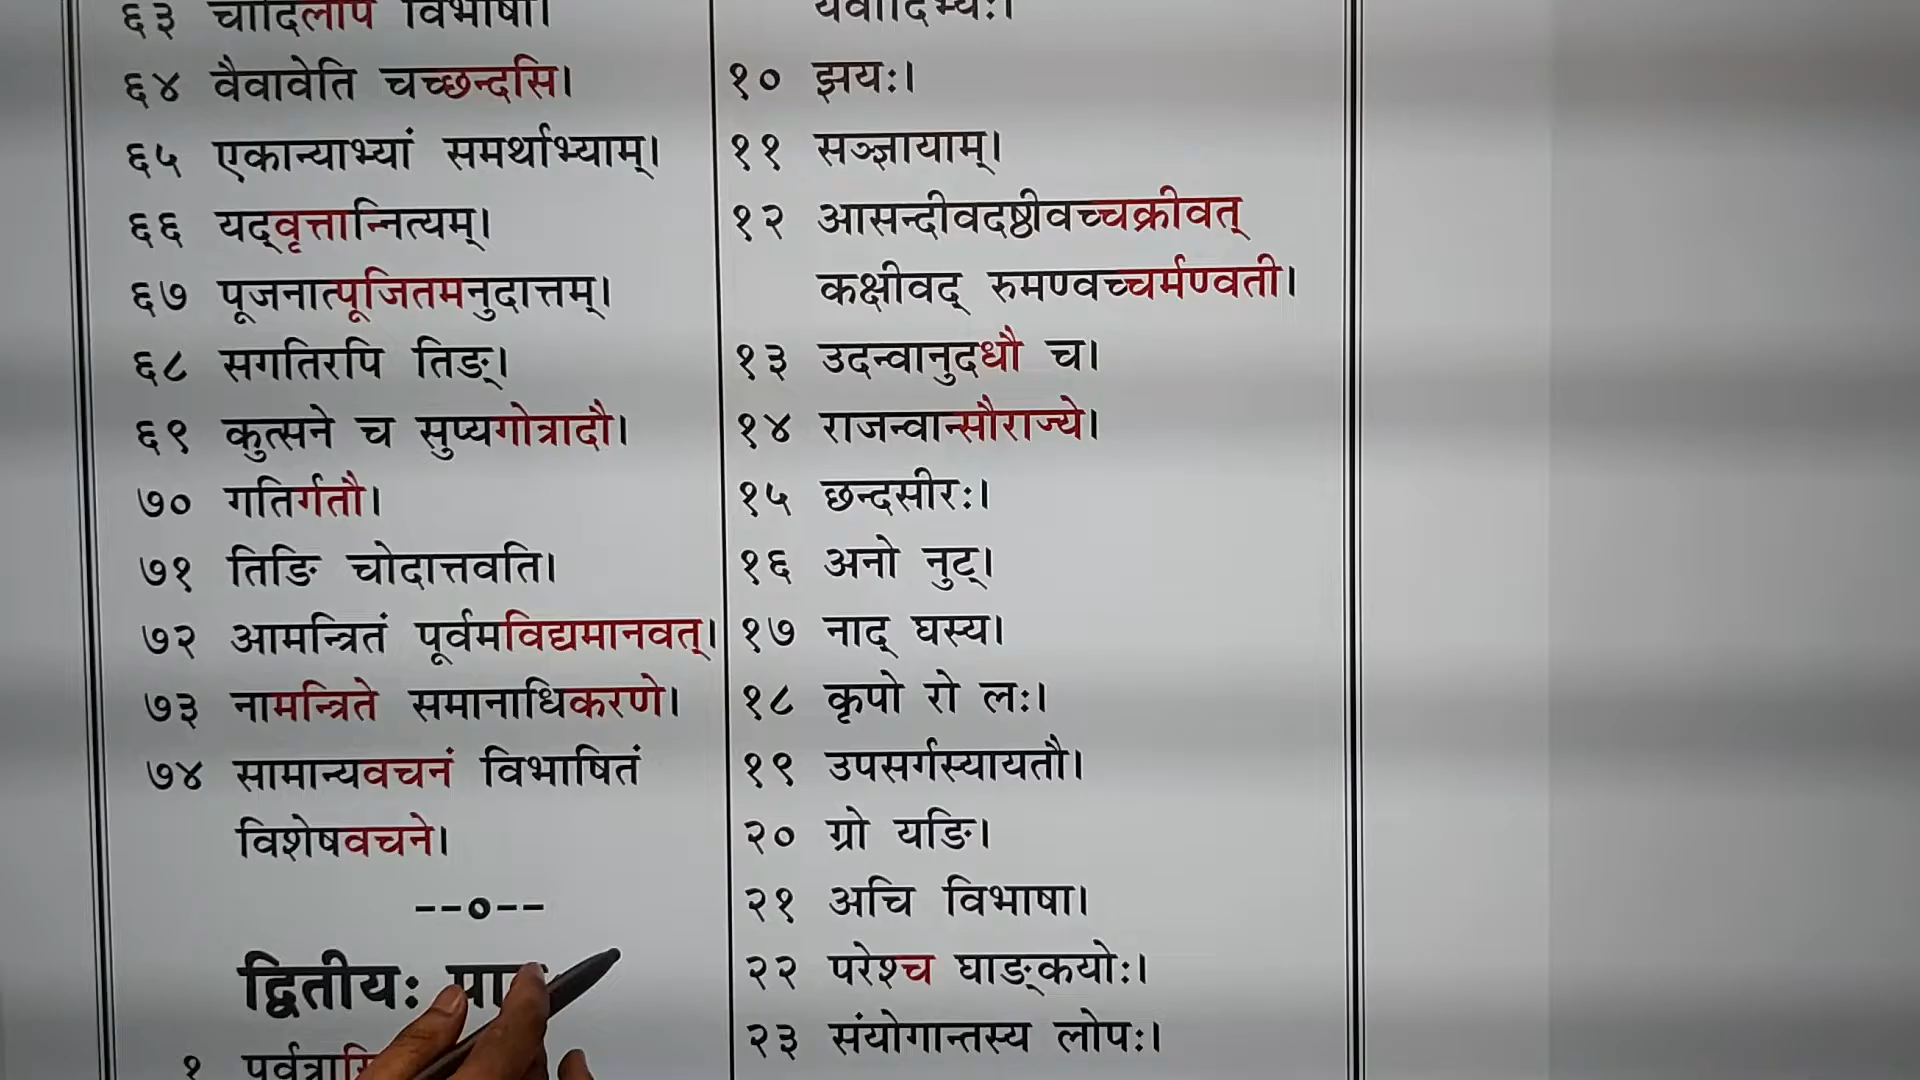 ६३ चादिलोपे विभाषा।
६४ वैवावेति चच्छन्दसि।
६५ एकान्याभ्यां समर्थाभ्याम्।
६६ यद्वृत्तान्नित्यम्।
६७ पूजनात्पूजितमनुदात्तम्।
६८ सगतिरपि तिङ्।
६९ कुत्सने च सुप्यगोत्रादौ।
७० गतिर्गतौ।
७१ तिङि चोदात्तवति।
७२ आमन्त्रितं पूर्वमविद्यमानवत्।
७३ नामन्त्रिते समानाधिकरणे।
७४ सामान्यवचनं विभाषितं
विशेषवचने।
--०--
द्वितीयः
१
यवादिभ्यः।
१० झयः।
११ सञ्ज्ञायाम्।
१२ आसन्दीवदष्ठीवच्चक्रीवत्
कक्षीवद् रुमण्वच्चर्मण्वती।
१३ उदन्वानुदधौ च।
१४ राजन्वान्सौराज्ये।
१५ छन्दसीरः।
१६ अनो नुट्।
१७ नाद् घस्य।
१८ कृपो रो लः।
१९ उपसर्गस्यायतौ।
२० ग्रो यङि।
२१ अचि विभाषा।
२२ परेश्च घाङ्कयोः।
२३ संयोगान्तस्य लोपः।